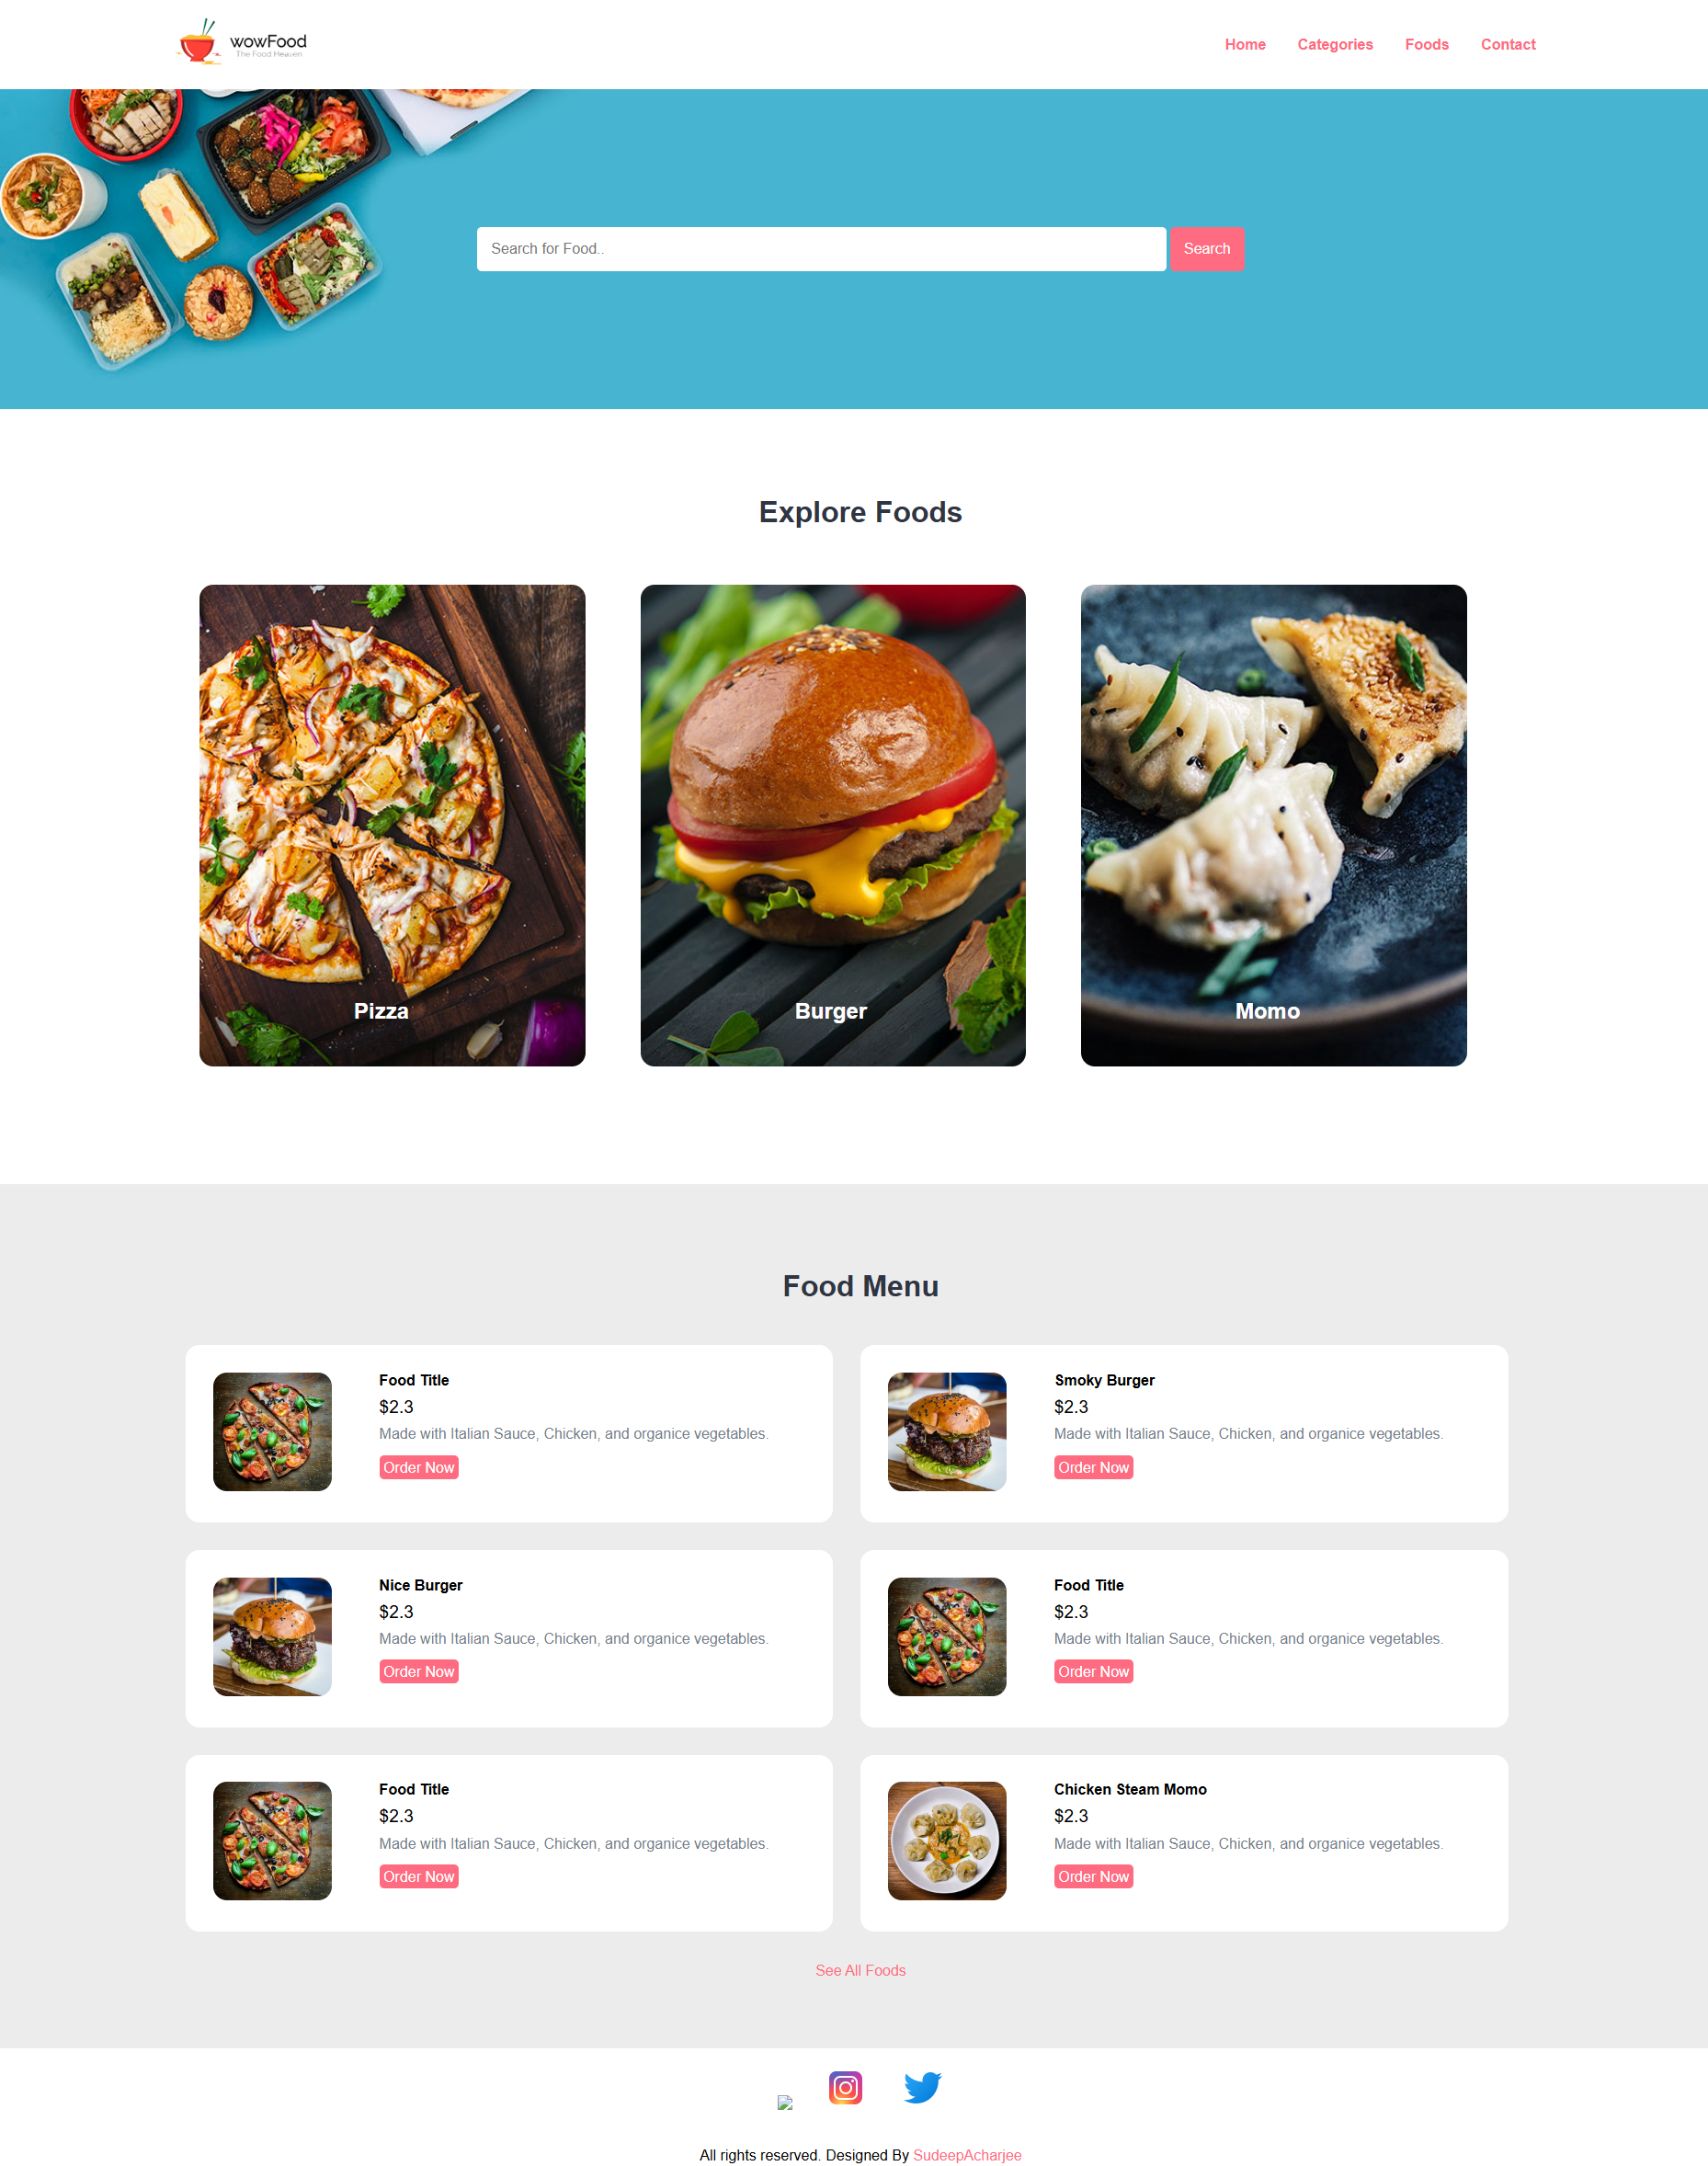 wowFood
The Food Heaven
Home Categories Foods Contact
Search for Food.. Search
Explore Foods
Pizza
Burger
Momo
Food Menu
Food Title
$2.3
Made with Italian Sauce, Chicken, and organice vegetables.
Order Now
Smoky Burger
$2.3
Made with Italian Sauce, Chicken, and organice vegetables.
Order Now
Nice Burger
$2.3
Made with Italian Sauce, Chicken, and organice vegetables.
Order Now
Food Title
$2.3
Made with Italian Sauce, Chicken, and organice vegetables.
Order Now
Food Title
$2.3
Made with Italian Sauce, Chicken, and organice vegetables.
Order Now
Chicken Steam Momo
$2.3
Made with Italian Sauce, Chicken, and organice vegetables.
Order Now
See All Foods
All rights reserved. Designed By SudeepAcharjee